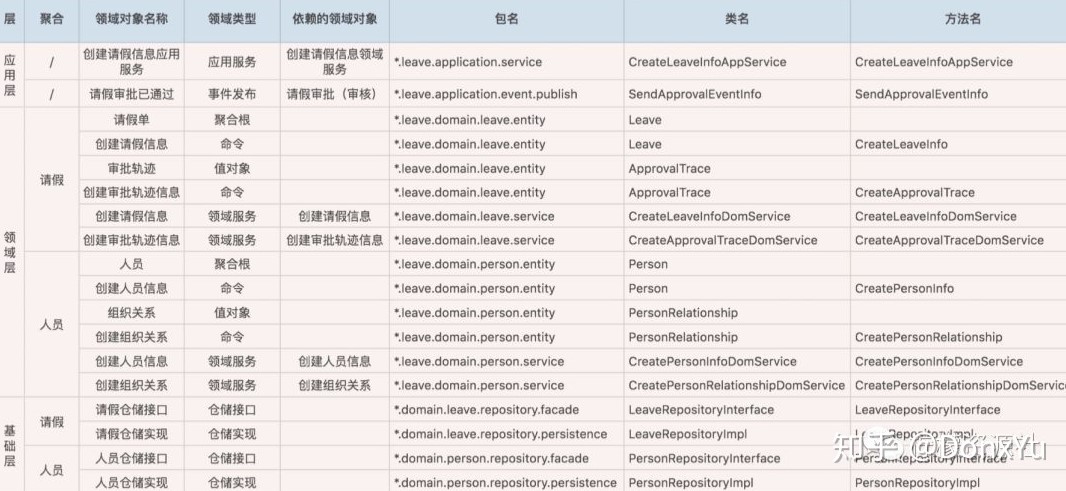 层 聚合 领域对象名称 领域类型 依赖的领域对象 包名 类名 方法名
应用层 / 创建请假信息应用服务 应用服务 创建请假信息领域服务 *.leave.application.service CreateLeaveInfoAppService CreateLeaveInfoAppService
/ 请假审批已通过 事件发布 请假审批（审核） *.leave.application.event.publish SendApprovalEventInfo SendApprovalEventInfo
领域层 请假 请假单 聚合根 *.leave.domain.leave.entity Leave
创建请假信息 命令 *.leave.domain.leave.entity Leave CreateLeaveInfo
审批轨迹 值对象 *.leave.domain.leave.entity ApprovalTrace
创建审批轨迹信息 命令 *.leave.domain.leave.entity ApprovalTrace CreateApprovalTrace
创建请假信息 领域服务 创建请假信息 *.leave.domain.leave.service CreateLeaveInfoDomService CreateLeaveInfoDomService
创建审批轨迹信息 领域服务 创建审批轨迹信息 *.leave.domain.leave.service CreateApprovalTraceDomService CreateApprovalTraceDomService
人员 人员 聚合根 *.leave.domain.person.entity Person
创建人员信息 命令 *.leave.domain.person.entity Person CreatePersonInfo
组织关系 值对象 *.leave.domain.person.entity PersonRelationship
创建组织关系 命令 *.leave.domain.person.entity PersonRelationship CreatePersonRelationship
创建人员信息 领域服务 创建人员信息 *.leave.domain.person.service CreatePersonInfoDomService CreatePersonInfoDomService
创建组织关系 领域服务 创建组织关系 *.leave.domain.person.service CreatePersonRelationshipDomService CreatePersonRelationshipDomServic
基础层 请假 请假仓储接口 仓储接口 *.domain.leave.repository.facade LeaveRepositoryInterface LeaveRepositoryInterface
请假仓储实现 仓储实现 *.domain.leave.repository.persistence LeaveRepositoryImpl LeaveRepositoryImpl
人员 人员仓储接口 仓储接口 *.domain.person.repository.facade PersonRepositoryInterface PersonRepositoryInterface
人员仓储实现 仓储实现 *.domain.person.repository.persistence PersonRepositoryImpl PersonRepositoryImpl
知乎 @DonxYu